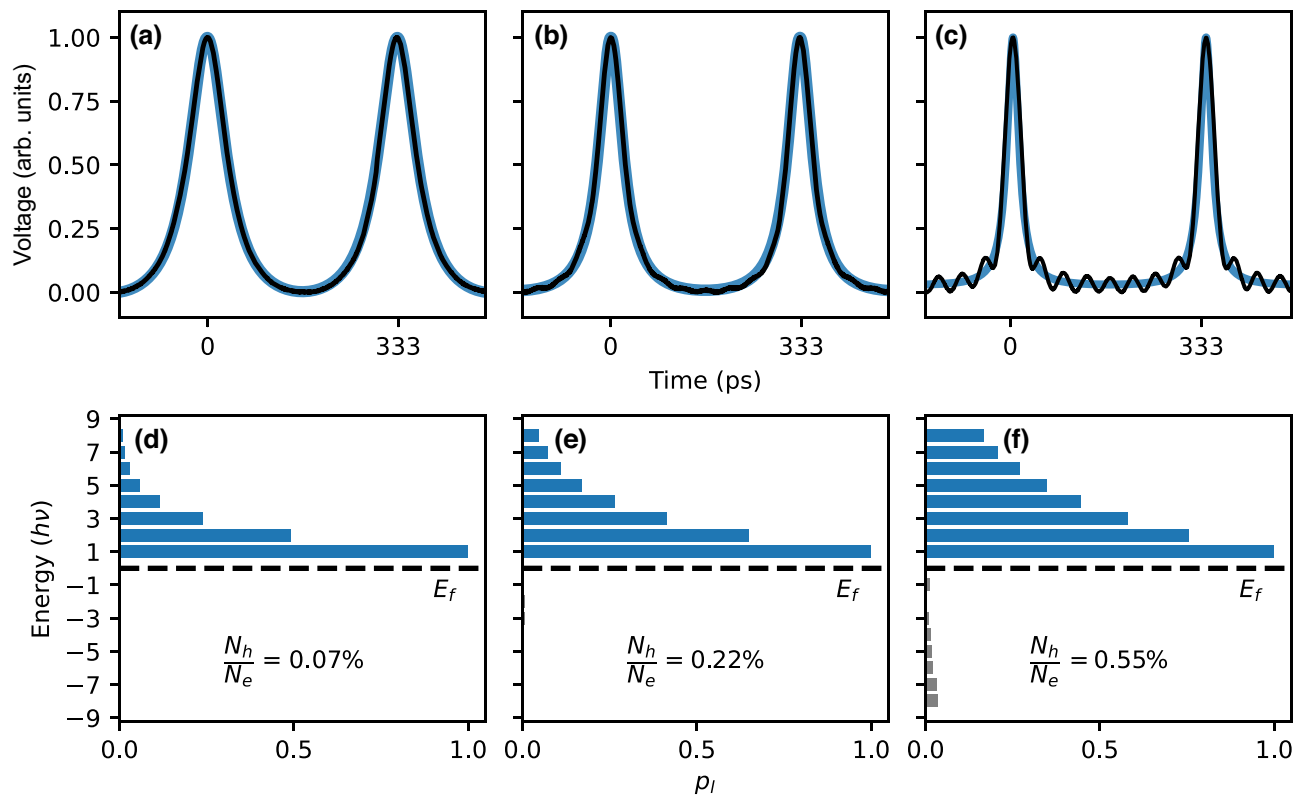 (a) (b) (c)
1.00
0.75
0.50
0.25
0.00
Voltage (arb. units)
0 333 0 333 0 333
Time (ps)
(d) (e) (f)
9
7
5
3
1
−1
−3
−5
−7
−9
Energy (hν)
E_f E_f E_f
N_h/N_e = 0.07% N_h/N_e = 0.22% N_h/N_e = 0.55%
0.0 0.5 1.0 0.0 0.5 1.0 0.0 0.5 1.0
p_l